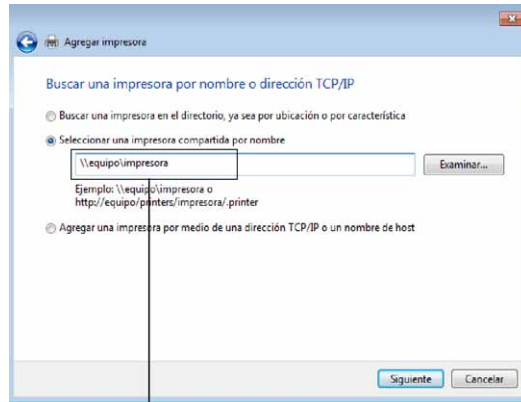 Agregar impresora
Buscar una impresora por nombre o dirección TCP/IP
Buscar una impresora en el directorio, ya sea por ubicación o por característica
Seleccionar una impresora compartida por nombre
\\equipo\impresora
Examinar...
Ejemplo: \\equipo\impresora o
http://equipo/printers/impresora/.printer
Agregar una impresora por medio de una dirección TCP/IP o un nombre de host
Siguiente
Cancelar